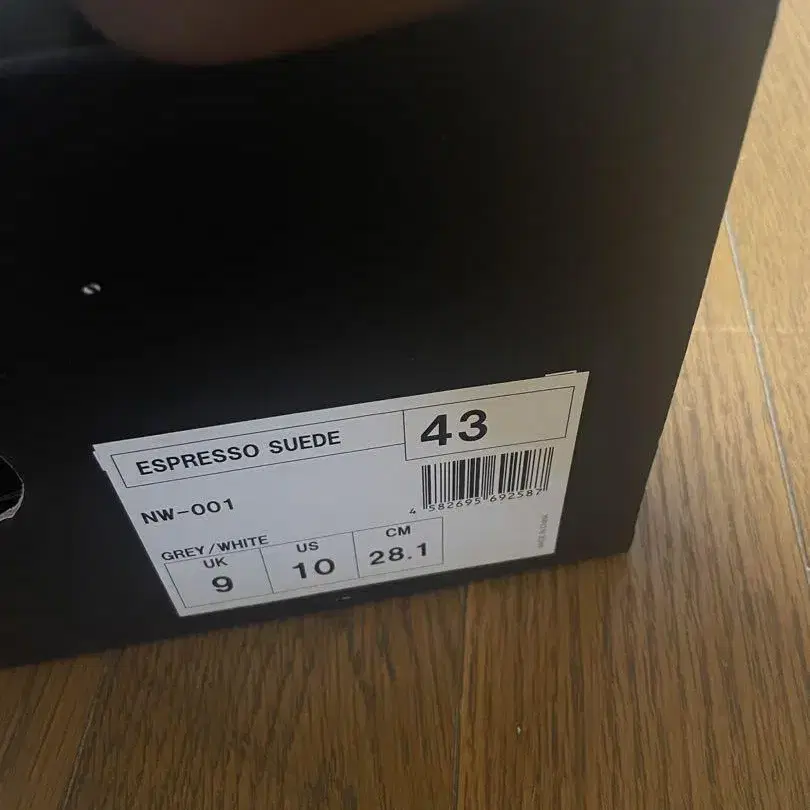 ESPRESSO SUEDE
43
NW-001
4 582695 692587
GREY/WHITE
UK US CM
9 10 28.1